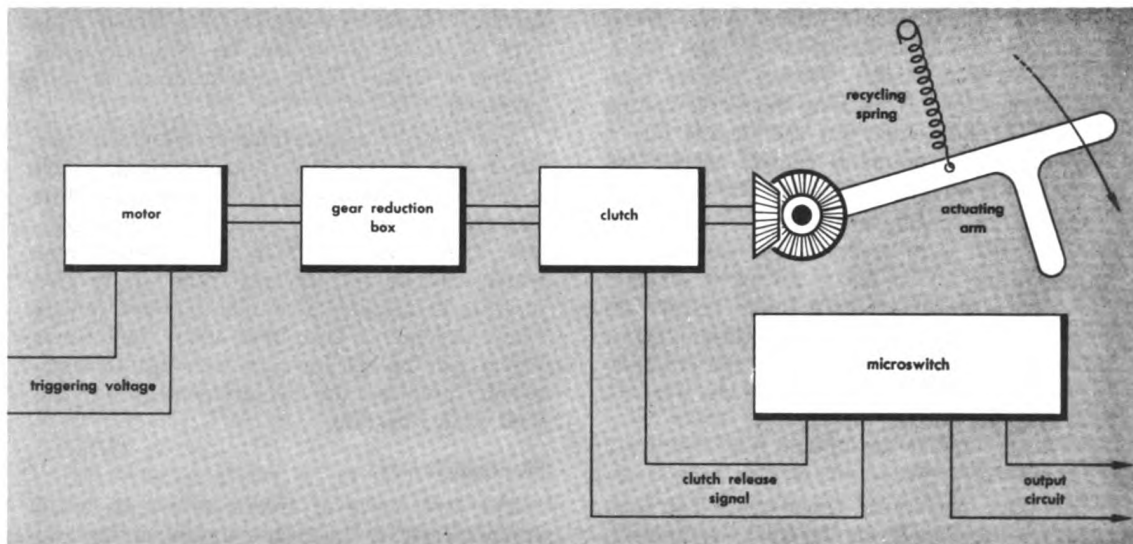 recycling
spring
motor
gear reduction
box
clutch
actuating
arm
microswitch
triggering voltage
clutch release
signal
output
circuit